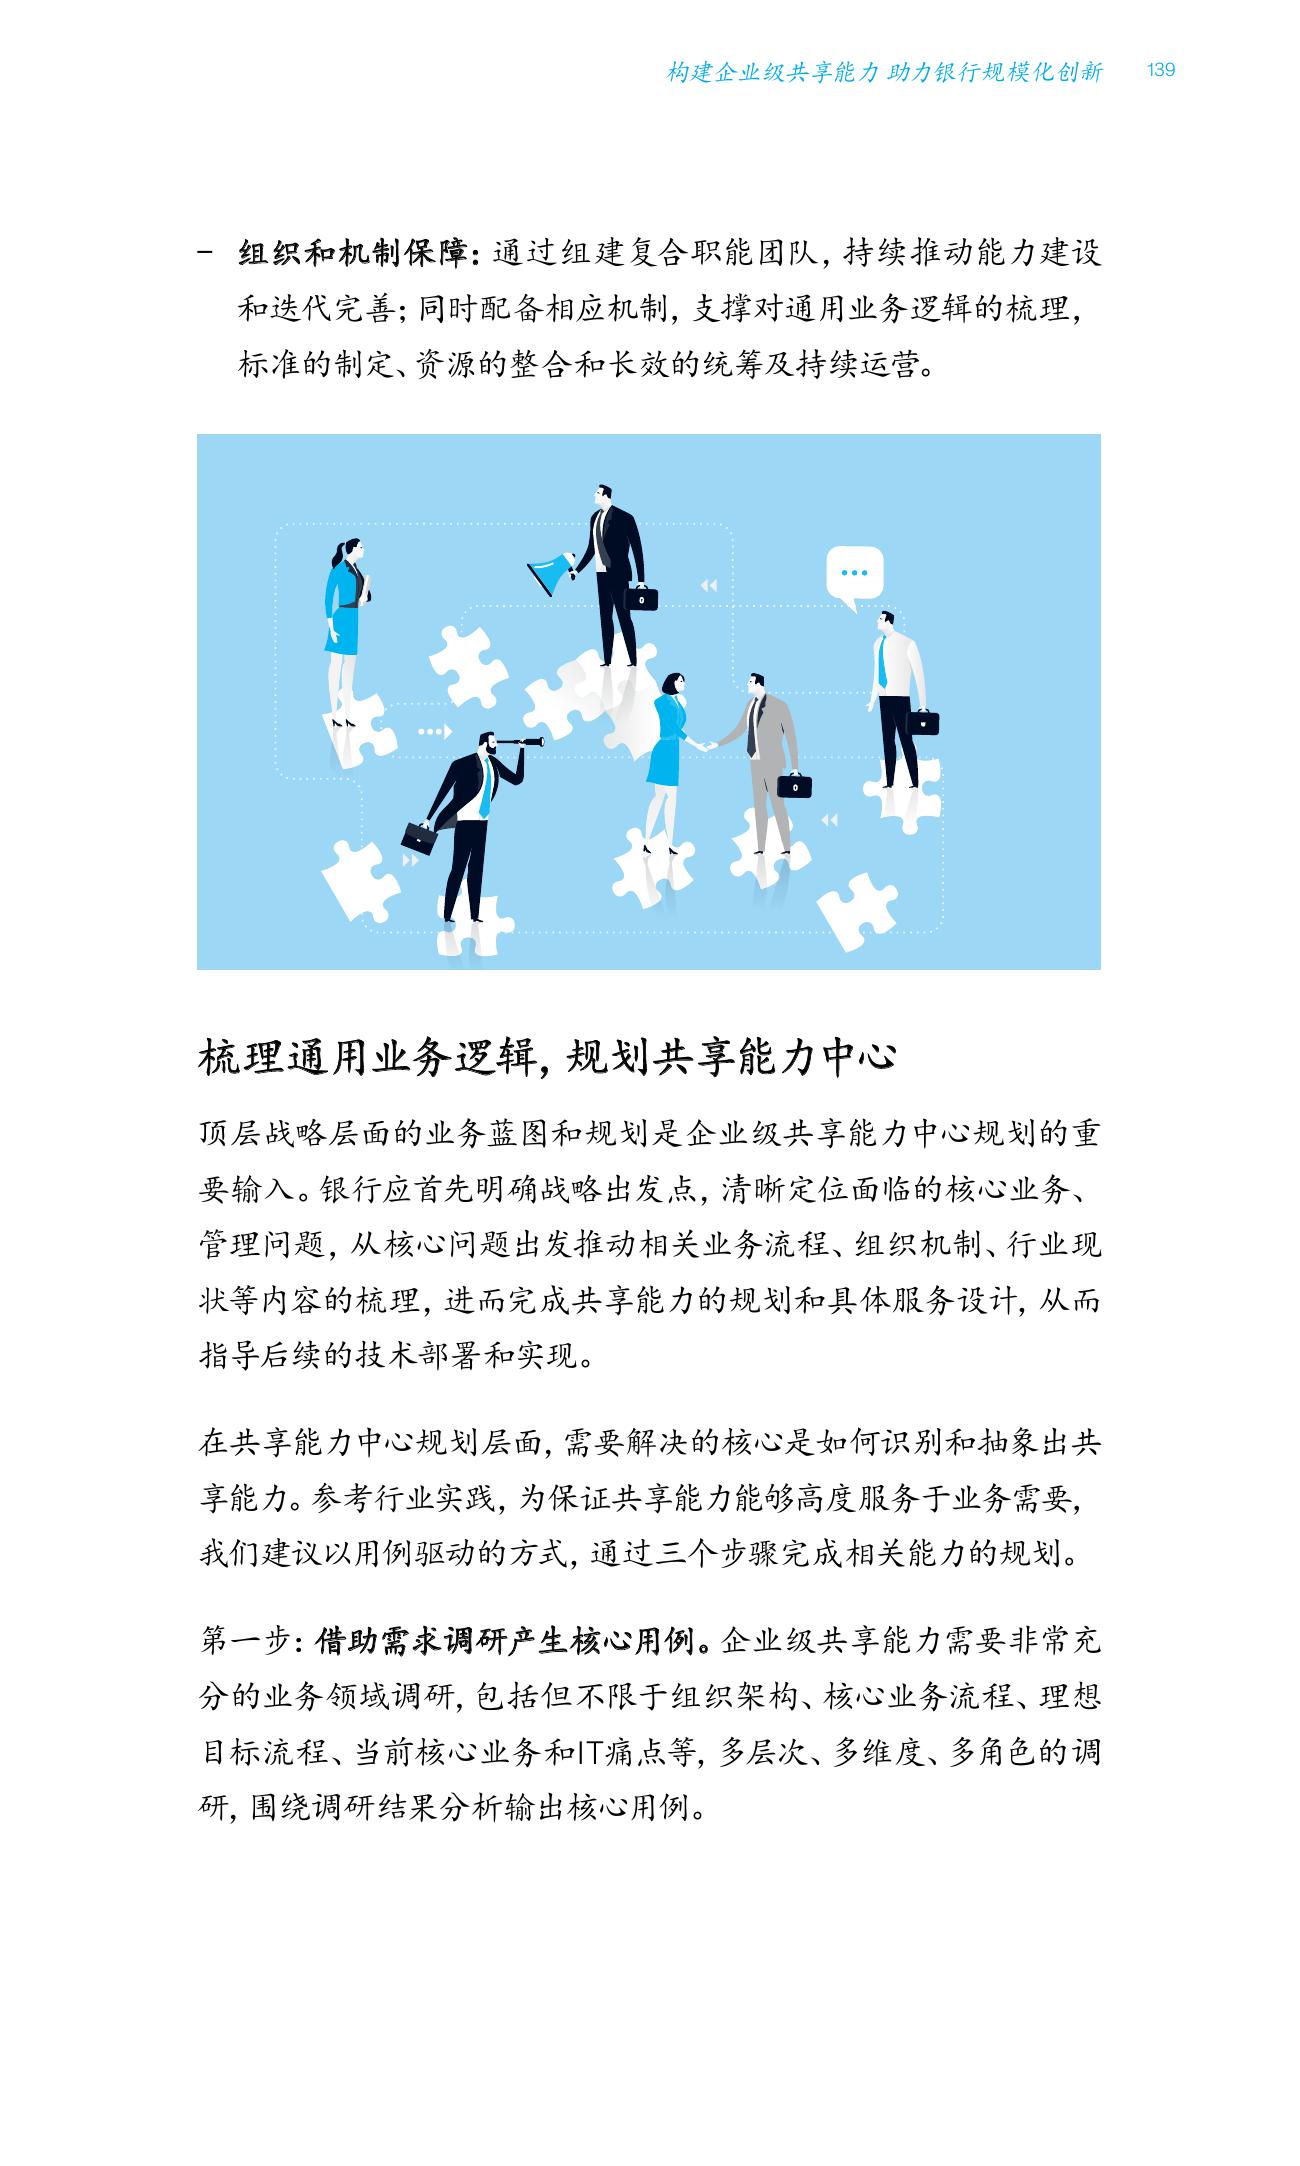 构建企业级共享能力 助力银行规模化创新 139
– 组织和机制保障：通过组建复合职能团队，持续推动能力建设
和迭代完善；同时配备相应机制，支撑对通用业务逻辑的梳理，
标准的制定、资源的整合和长效的统筹及持续运营。
梳理通用业务逻辑，规划共享能力中心
顶层战略层面的业务蓝图和规划是企业级共享能力中心规划的重
要输入。银行应首先明确战略出发点，清晰定位面临的核心业务、
管理问题，从核心问题出发推动相关业务流程、组织机制、行业现
状等内容的梳理，进而完成共享能力的规划和具体服务设计，从而
指导后续的技术部署和实现。
在共享能力中心规划层面，需要解决的核心是如何识别和抽象出共
享能力。参考行业实践，为保证共享能力能够高度服务于业务需要，
我们建议以用例驱动的方式，通过三个步骤完成相关能力的规划。
第一步：借助需求调研产生核心用例。企业级共享能力需要非常充
分的业务领域调研，包括但不限于组织架构、核心业务流程、理想
目标流程、当前核心业务和IT痛点等，多层次、多维度、多角色的调
研，围绕调研结果分析输出核心用例。